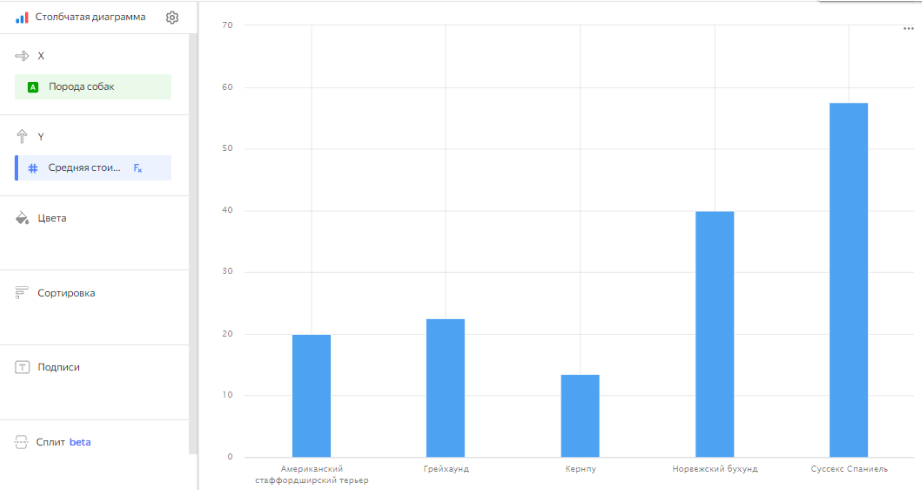 Столбчатая диаграмма
X
A Порода собак
Y
# Средняя стои... Fx
Цвета
Сортировка
T Подписи
Сплит beta
70
60
50
40
30
20
10
0
Американский
стаффордширский терьер
Грейхаунд
Кернпу
Норвежский бухунд
Суссекс Спаниель